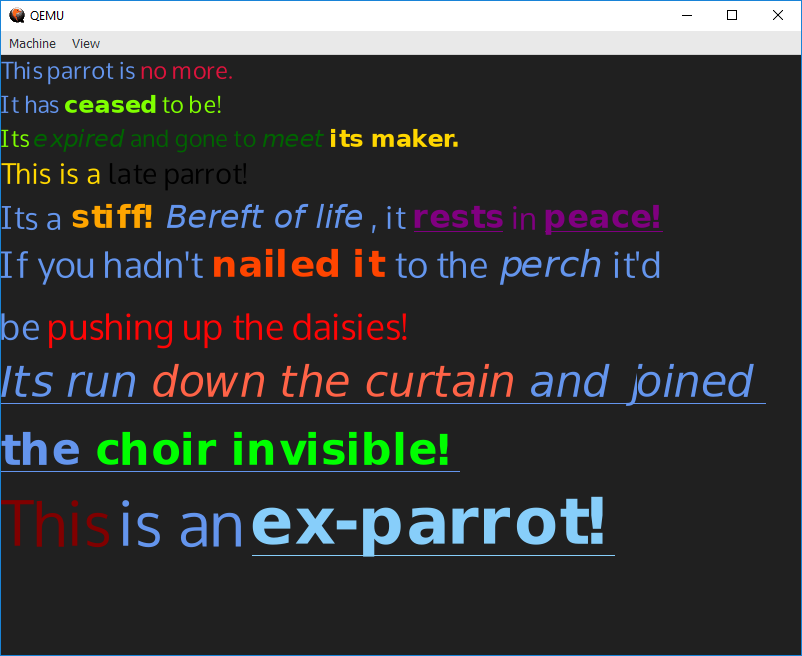 QEMU
Machine View
This parrot is no more.
It has ceased to be!
Its expired and gone to meet its maker.
This is a late parrot!
Its a stiff! Bereft of life , it rests in peace!
If you hadn't nailed it to the perch it'd
be pushing up the daisies!
Its run down the curtain and joined
the choir invisible!
This is an ex-parrot!